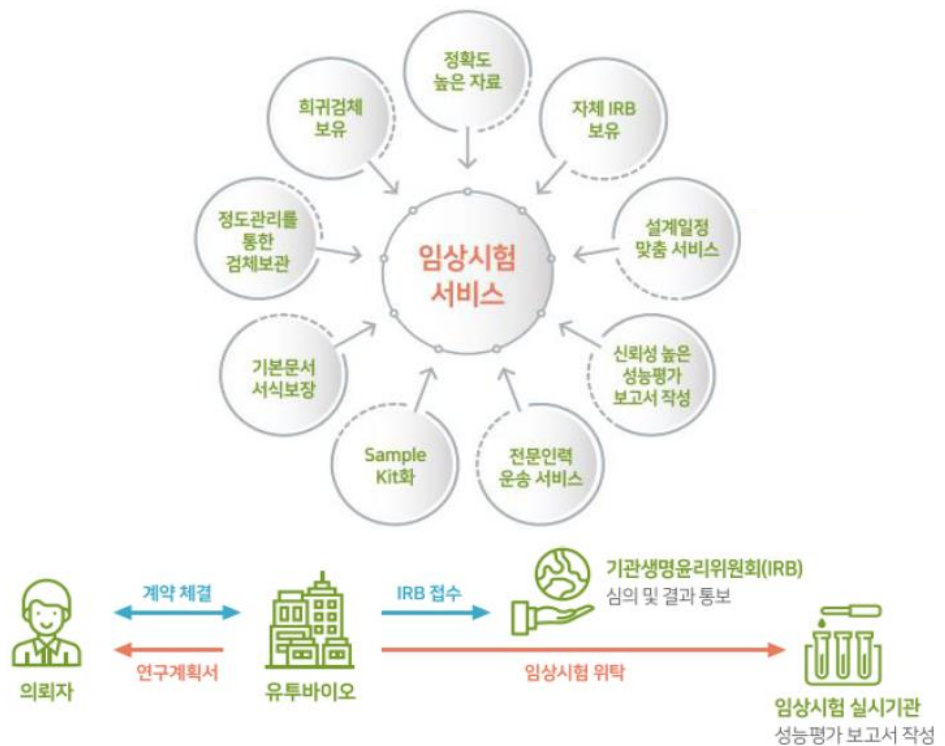 정확도
높은 자료
희귀검체
보유
자체 IRB
보유
정도관리를
통한
검체보관
설계일정
맞춤 서비스
임상시험
서비스
기본문서
서식보장
신뢰성 높은
성능평가
보고서 작성
Sample
Kit화
전문인력
운송 서비스
계약 체결
연구계획서
의뢰자
유투바이오
IRB 접수
기관생명윤리위원회(IRB)
심의 및 결과 통보
임상시험 위탁
임상시험 실시기관
성능평가 보고서 작성